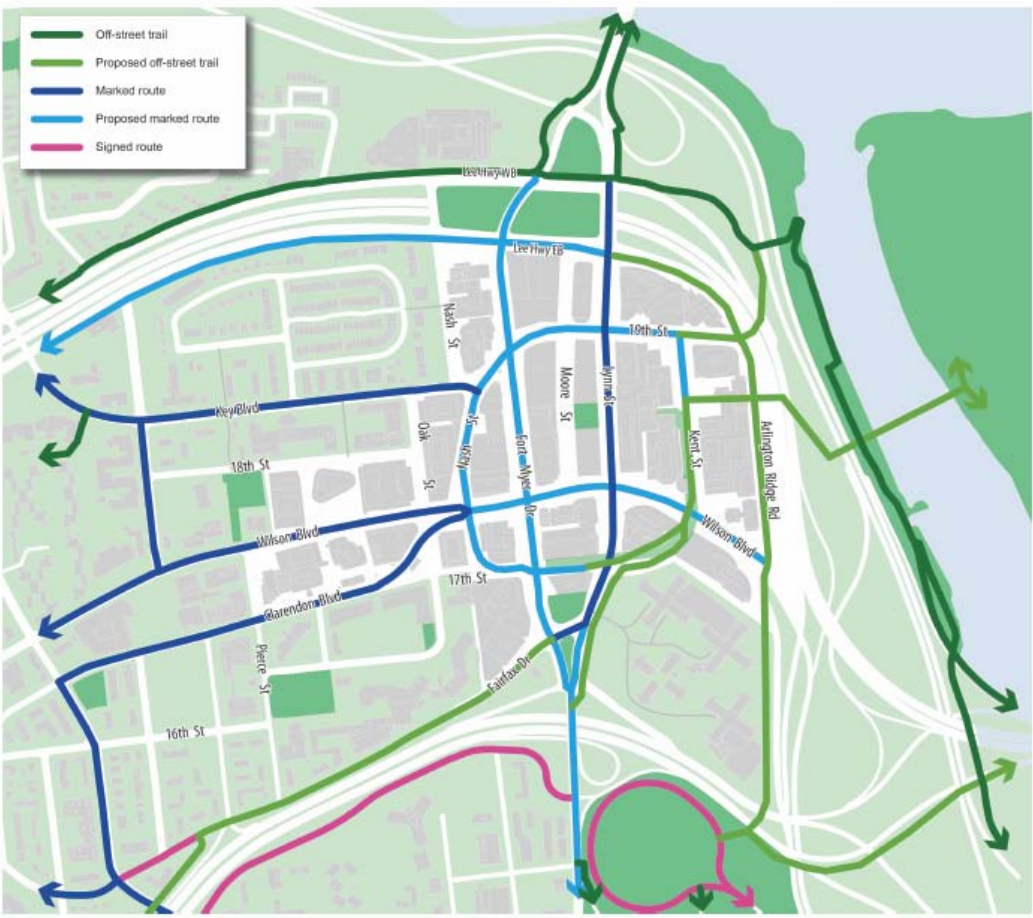 Off-street trail
Proposed off-street trail
Marked route
Proposed marked route
Signed route
Lee Hwy WB
Lee Hwy EB
Nash St
19th St
Key Blvd
Oak St
Nash St
Fort Myer Dr
Moore St
Lynn St
Kent St
Arlington Ridge Rd
18th St
Wilson Blvd
Wilson Blvd
17th St
Clarendon Blvd
Pierce St
Fairfax Dr
16th St